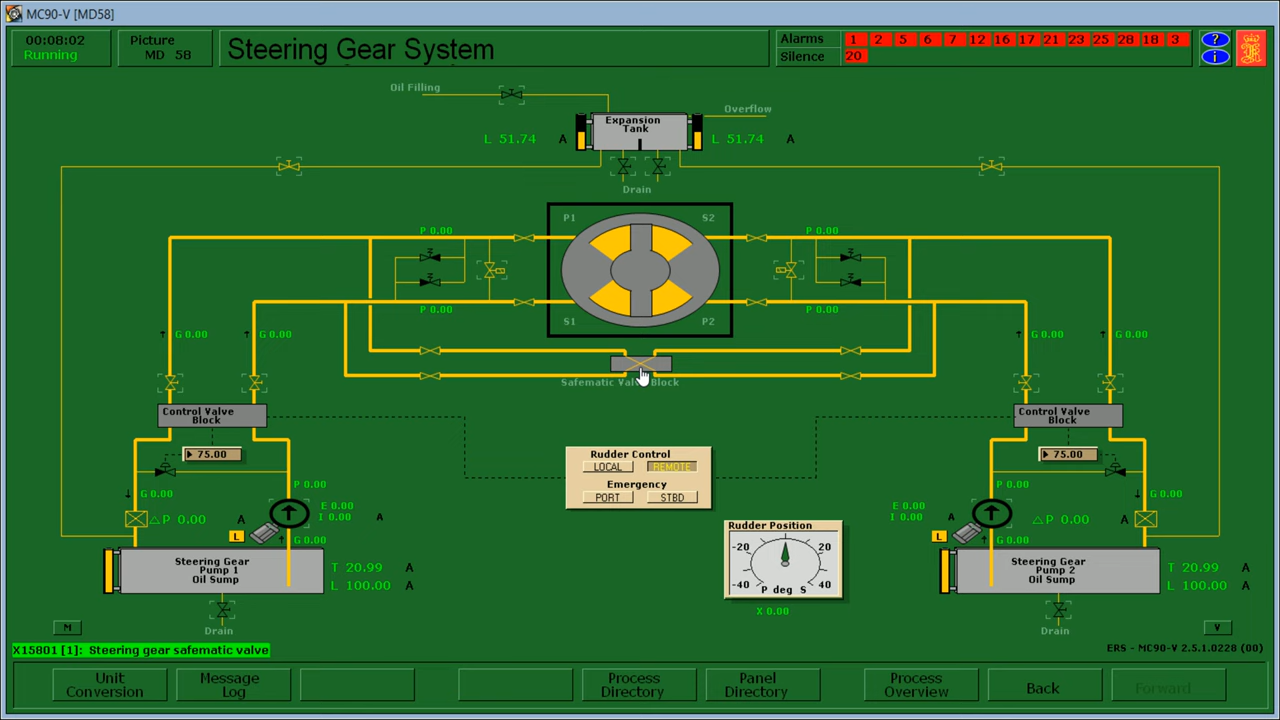 MC90-V [MD58]
00:08:02
Running
Picture
MD 58
Steering Gear System
Alarms 1 2 5 6 7 12 16 17 21 23 25 28 18 3
Silence 20
?
i
Oil Filling
Overflow
Expansion
Tank
L 51.74 A
L 51.74 A
Drain
P1 S2
P 0.00 P 0.00
P 0.00 P 0.00
S1 P2
G 0.00 G 0.00
G 0.00 G 0.00
Safematic Valve Block
Control Valve
Block
Control Valve
Block
75.00
75.00
Rudder Control
LOCAL REMOTE
Emergency
PORT STBD
P 0.00
G 0.00
△P 0.00 A
E 0.00
I 0.00 A
G 0.00
L
P 0.00
G 0.00
E 0.00
I 0.00 A
△P 0.00 A
G 0.00
L
Rudder Position
-20 20
-40 40
P deg S
X 0.00
Steering Gear
Pump 1
Oil Sump
T 20.99 A
L 100.00 A
Steering Gear
Pump 2
Oil Sump
T 20.99 A
L 100.00 A
Drain
Drain
M
V
X15801 [1]: Steering gear safematic valve
ERS - MC90-V 2.5.1.0228 (00)
Unit
Conversion
Message
Log
Process
Directory
Panel
Directory
Process
Overview
Back
Forward